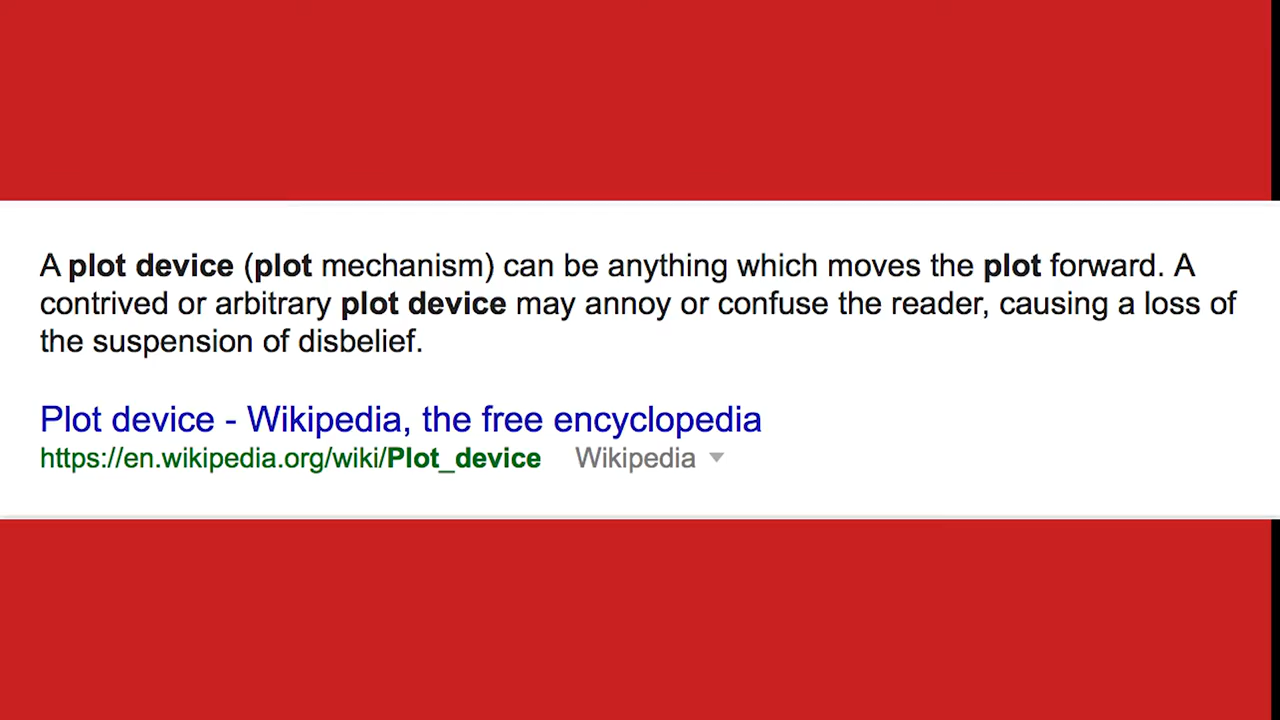 A plot device (plot mechanism) can be anything which moves the plot forward. A
contrived or arbitrary plot device may annoy or confuse the reader, causing a loss of
the suspension of disbelief.
Plot device - Wikipedia, the free encyclopedia
https://en.wikipedia.org/wiki/Plot_device Wikipedia